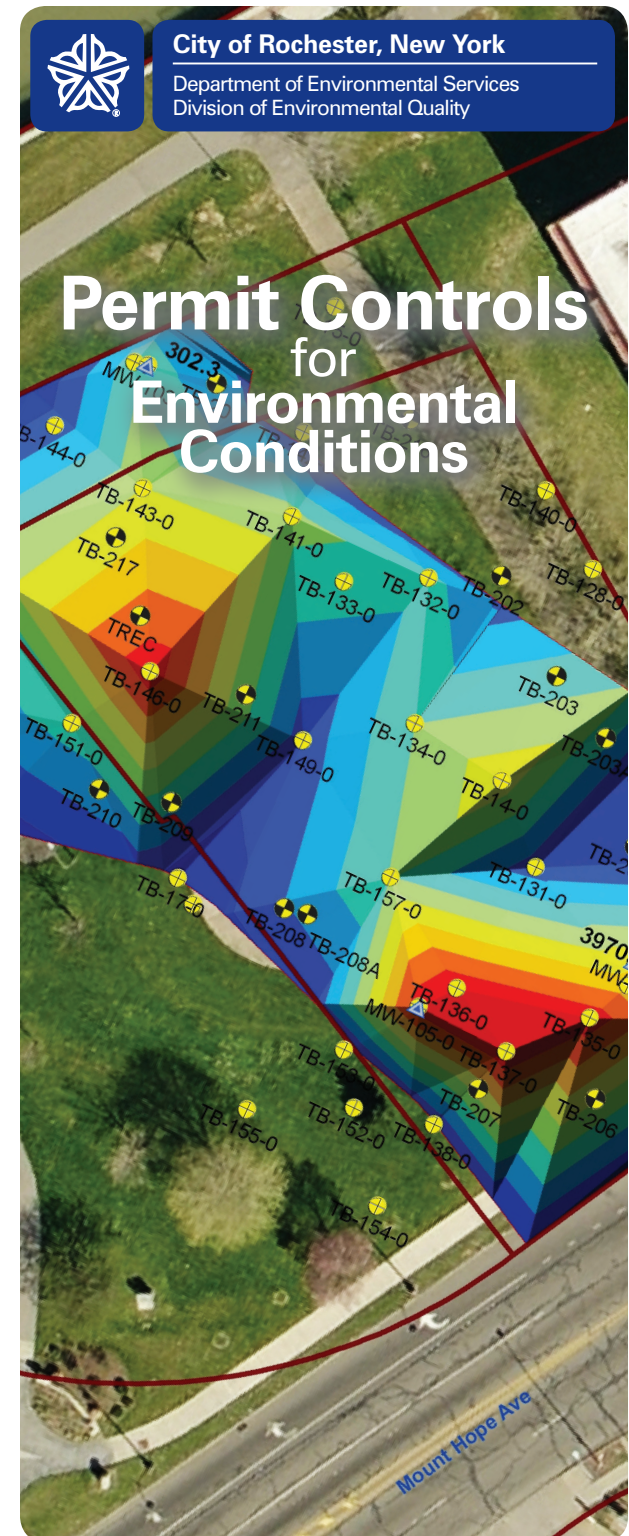 City of Rochester, New York
Department of Environmental Services
Division of Environmental Quality
®
Permit Controls
for
Environmental
Conditions
302.3
TB-143-0
TB-141-0
TB-140-0
TB-217
TB-133-0
TB-132-0
TB-202
TB-128-0
TREC
TB-146-0
TB-211
TB-203
TB-151-0
TB-149-0
TB-134-0
TB-210
TB-209
TB-14-0
TB-157-0
TB-131-0
TB-208
TB-208A
TB-136-0
MW-105-0
TB-135-0
TB-137-0
TB-207
TB-206
TB-155-0
TB-152-0
TB-138-0
TB-154-0
Mount Hope Ave